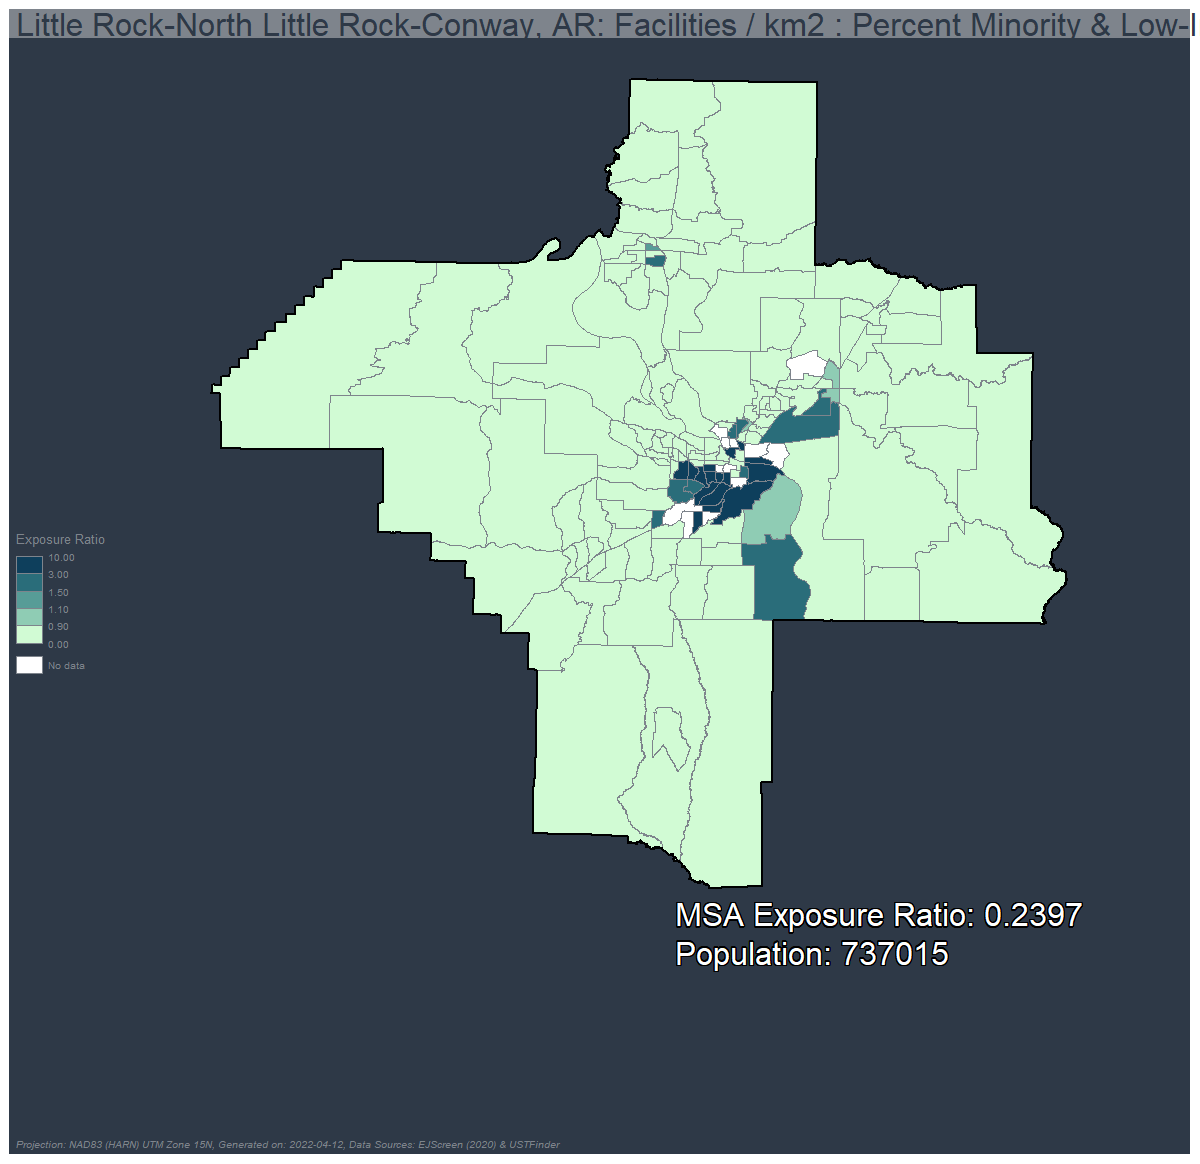 Little Rock-North Little Rock-Conway, AR: Facilities / km2 : Percent Minority & Low-
Exposure Ratio
10.00
3.00
1.50
1.10
0.90
0.00
No data
MSA Exposure Ratio: 0.2397
Population: 737015
Projection: NAD83 (HARN) UTM Zone 15N, Generated on: 2022-04-12, Data Sources: EJScreen (2020) & USTFinder